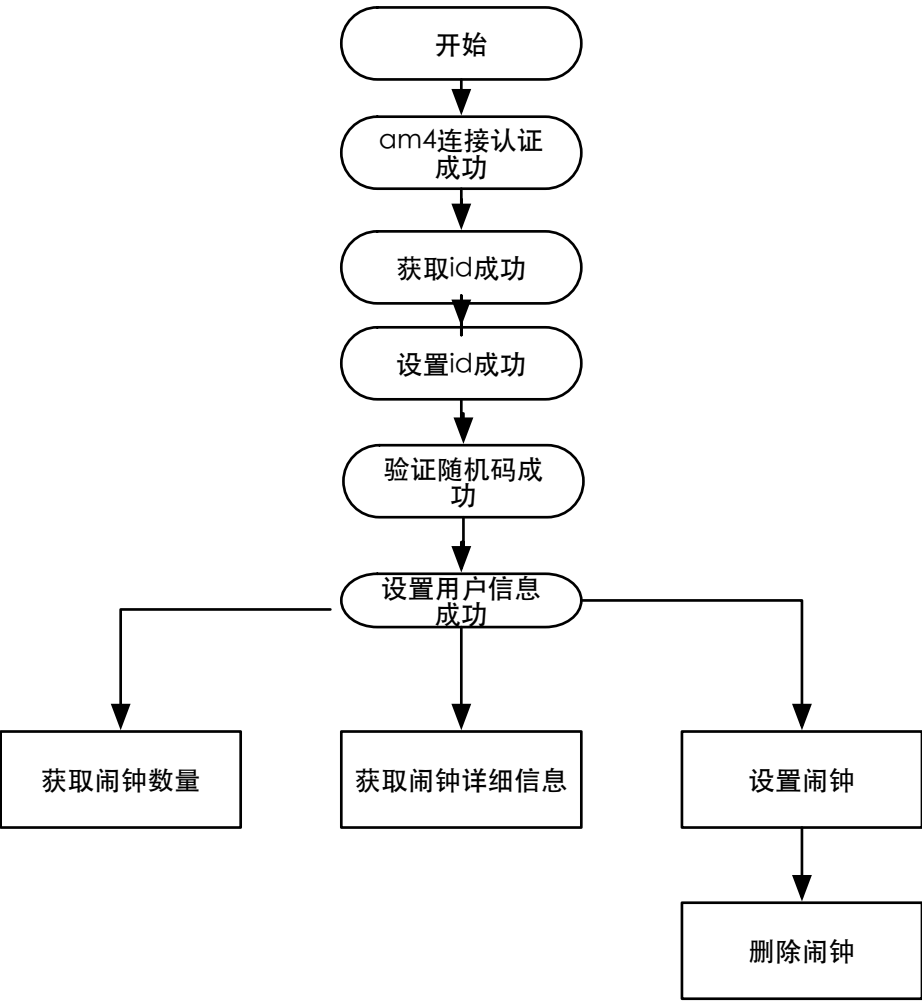 开始
am4连接认证
成功
获取id成功
设置id成功
验证随机码成
功
设置用户信息
成功
获取闹钟数量
获取闹钟详细信息
设置闹钟
删除闹钟